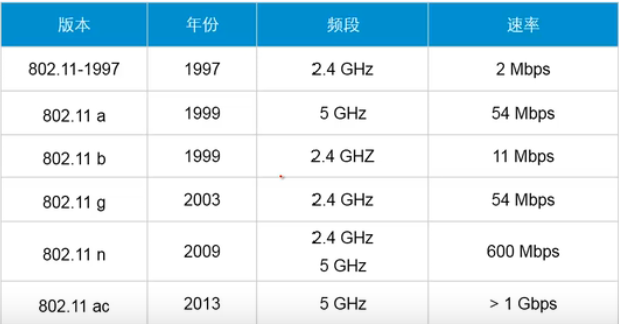 版本 年份 频段 速率
802.11-1997 1997 2.4 GHz 2 Mbps
802.11 a 1999 5 GHz 54 Mbps
802.11 b 1999 2.4 GHZ 11 Mbps
802.11 g 2003 2.4 GHz 54 Mbps
802.11 n 2009 2.4 GHz 5 GHz 600 Mbps
802.11 ac 2013 5 GHz > 1 Gbps